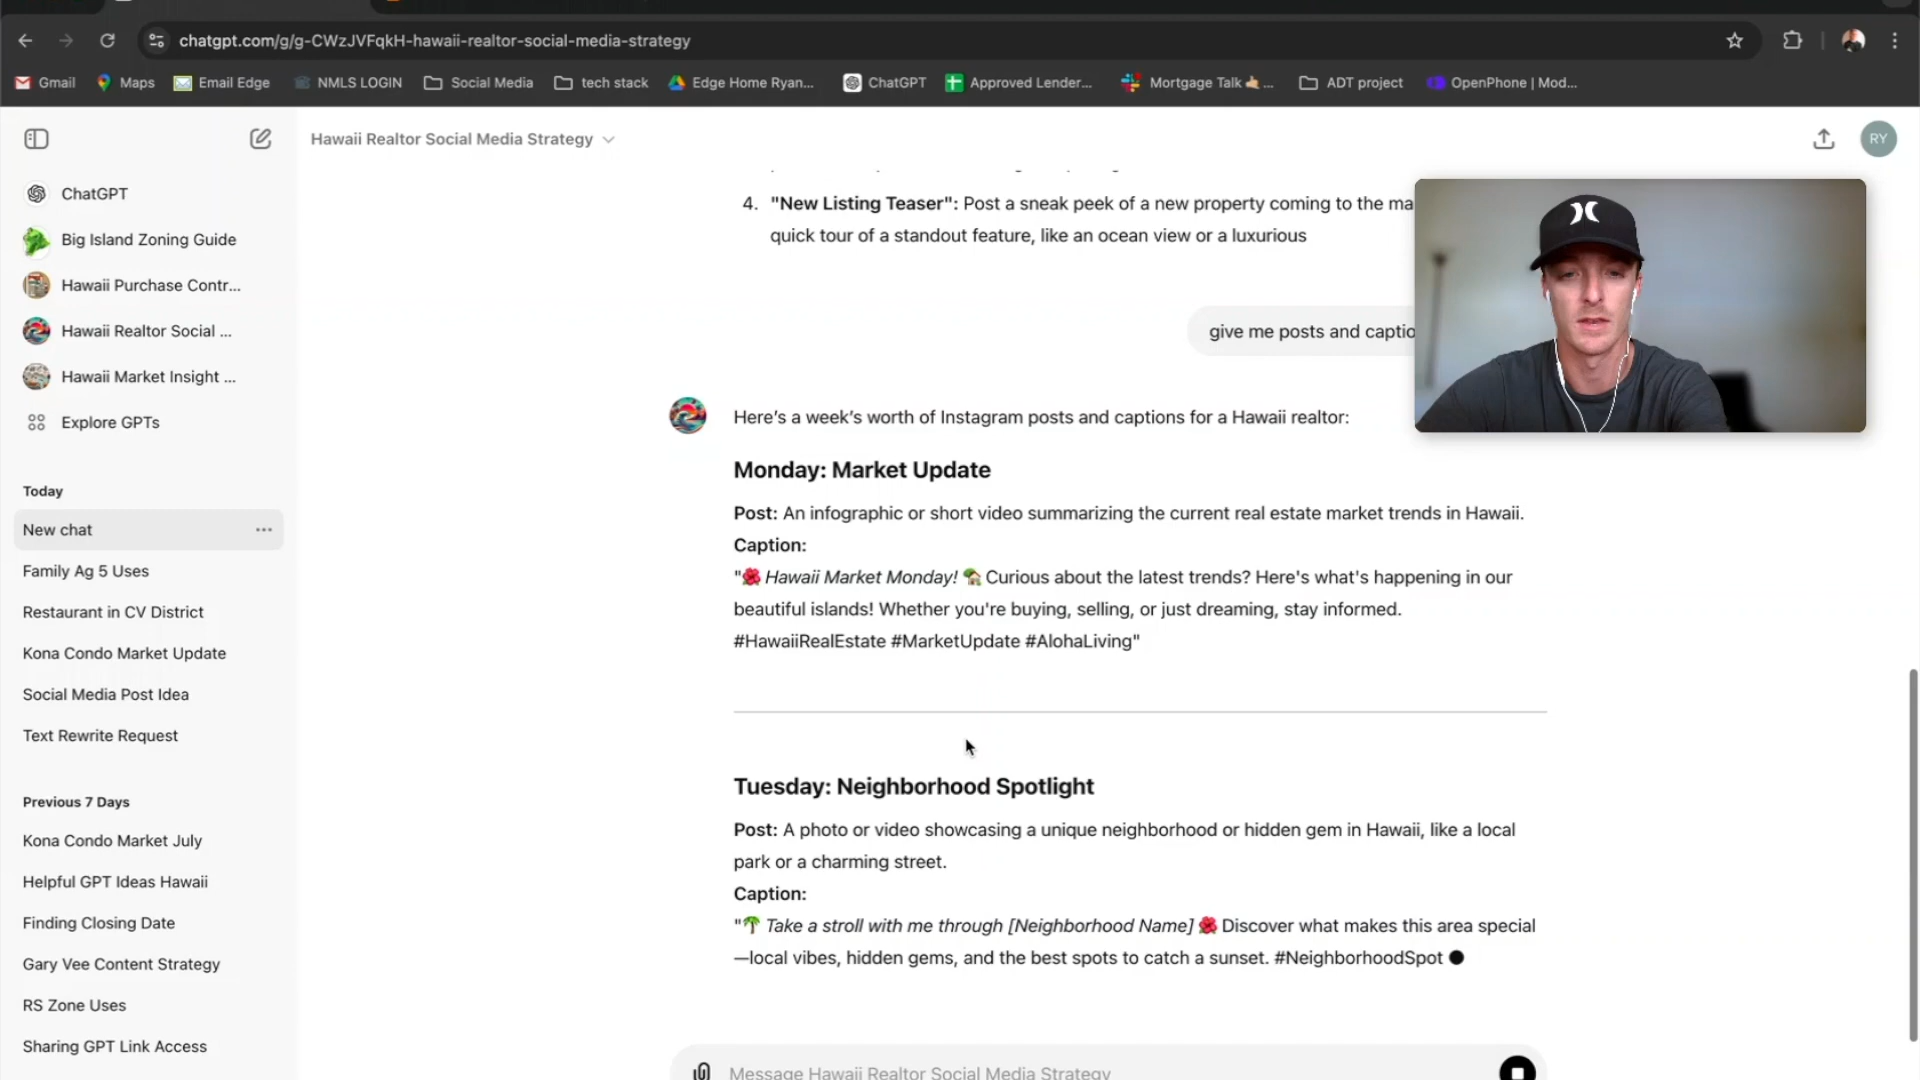 chatgpt.com/g/g-CWzJVFqkH-hawaii-realtor-social-media-strategy
Gmail
Maps
Email Edge
NMLS LOGIN
Social Media
tech stack
Edge Home Ryan...
ChatGPT
Approved Lender...
Mortgage Talk 🤙 ...
ADT project
OpenPhone | Mod...
Hawaii Realtor Social Media Strategy
RY
ChatGPT
Big Island Zoning Guide
Hawaii Purchase Contr...
Hawaii Realtor Social ...
Hawaii Market Insight ...
Explore GPTs
Today
New chat
Family Ag 5 Uses
Restaurant in CV District
Kona Condo Market Update
Social Media Post Idea
Text Rewrite Request
Previous 7 Days
Kona Condo Market July
Helpful GPT Ideas Hawaii
Finding Closing Date
Gary Vee Content Strategy
RS Zone Uses
Sharing GPT Link Access
4. "New Listing Teaser": Post a sneak peek of a new property coming to the ma
quick tour of a standout feature, like an ocean view or a luxurious
give me posts and captio
Here's a week's worth of Instagram posts and captions for a Hawaii realtor:
Monday: Market Update
Post: An infographic or short video summarizing the current real estate market trends in Hawaii.
Caption:
"🌺 Hawaii Market Monday! 🏡 Curious about the latest trends? Here's what's happening in our
beautiful islands! Whether you're buying, selling, or just dreaming, stay informed.
#HawaiiRealEstate #MarketUpdate #AlohaLiving"
Tuesday: Neighborhood Spotlight
Post: A photo or video showcasing a unique neighborhood or hidden gem in Hawaii, like a local
park or a charming street.
Caption:
"🌴 Take a stroll with me through [Neighborhood Name] 🌺 Discover what makes this area special
—local vibes, hidden gems, and the best spots to catch a sunset. #NeighborhoodSpot
Message Hawaii Realtor Social Media Strategy